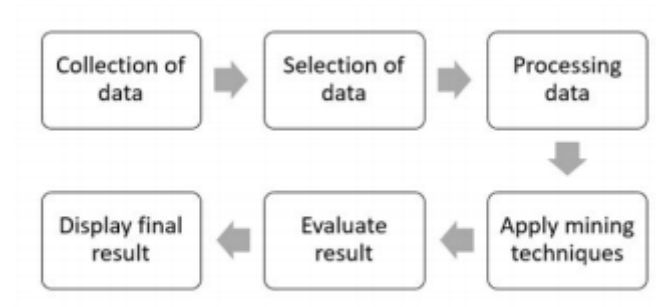 Collection of
data
Selection of
data
Processing
data
Apply mining
techniques
Evaluate
result
Display final
result